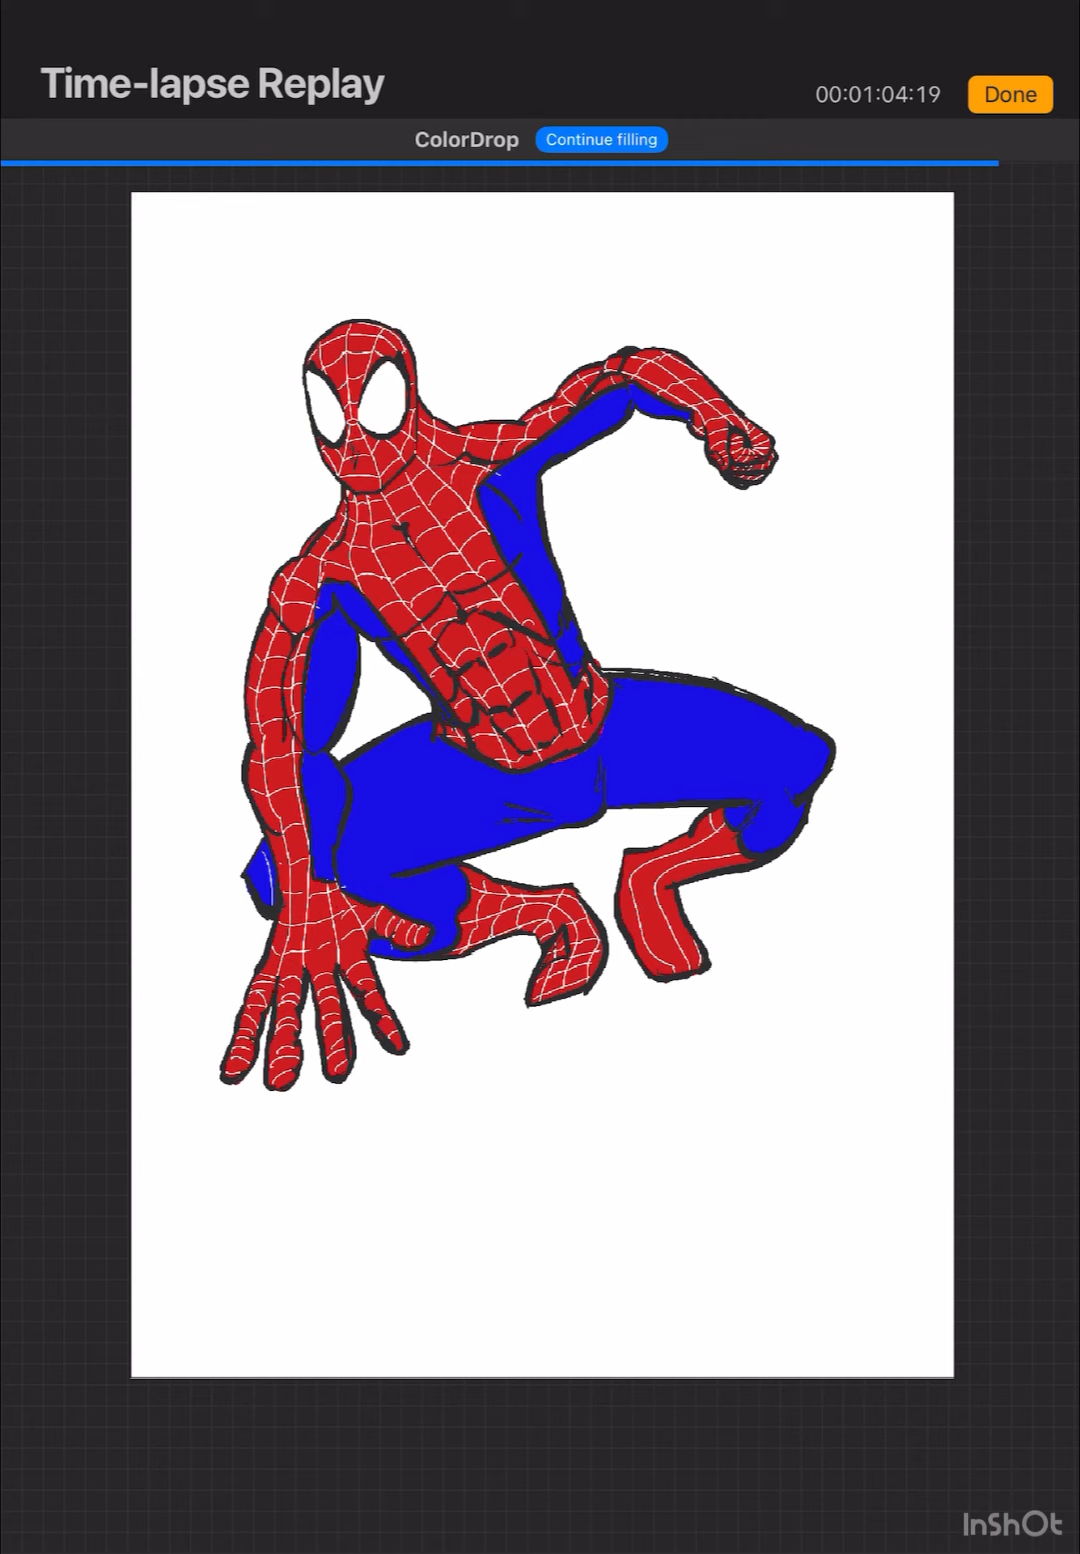 Time-lapse Replay
00:01:04:19
Done
ColorDrop
Continue filling
InShOt